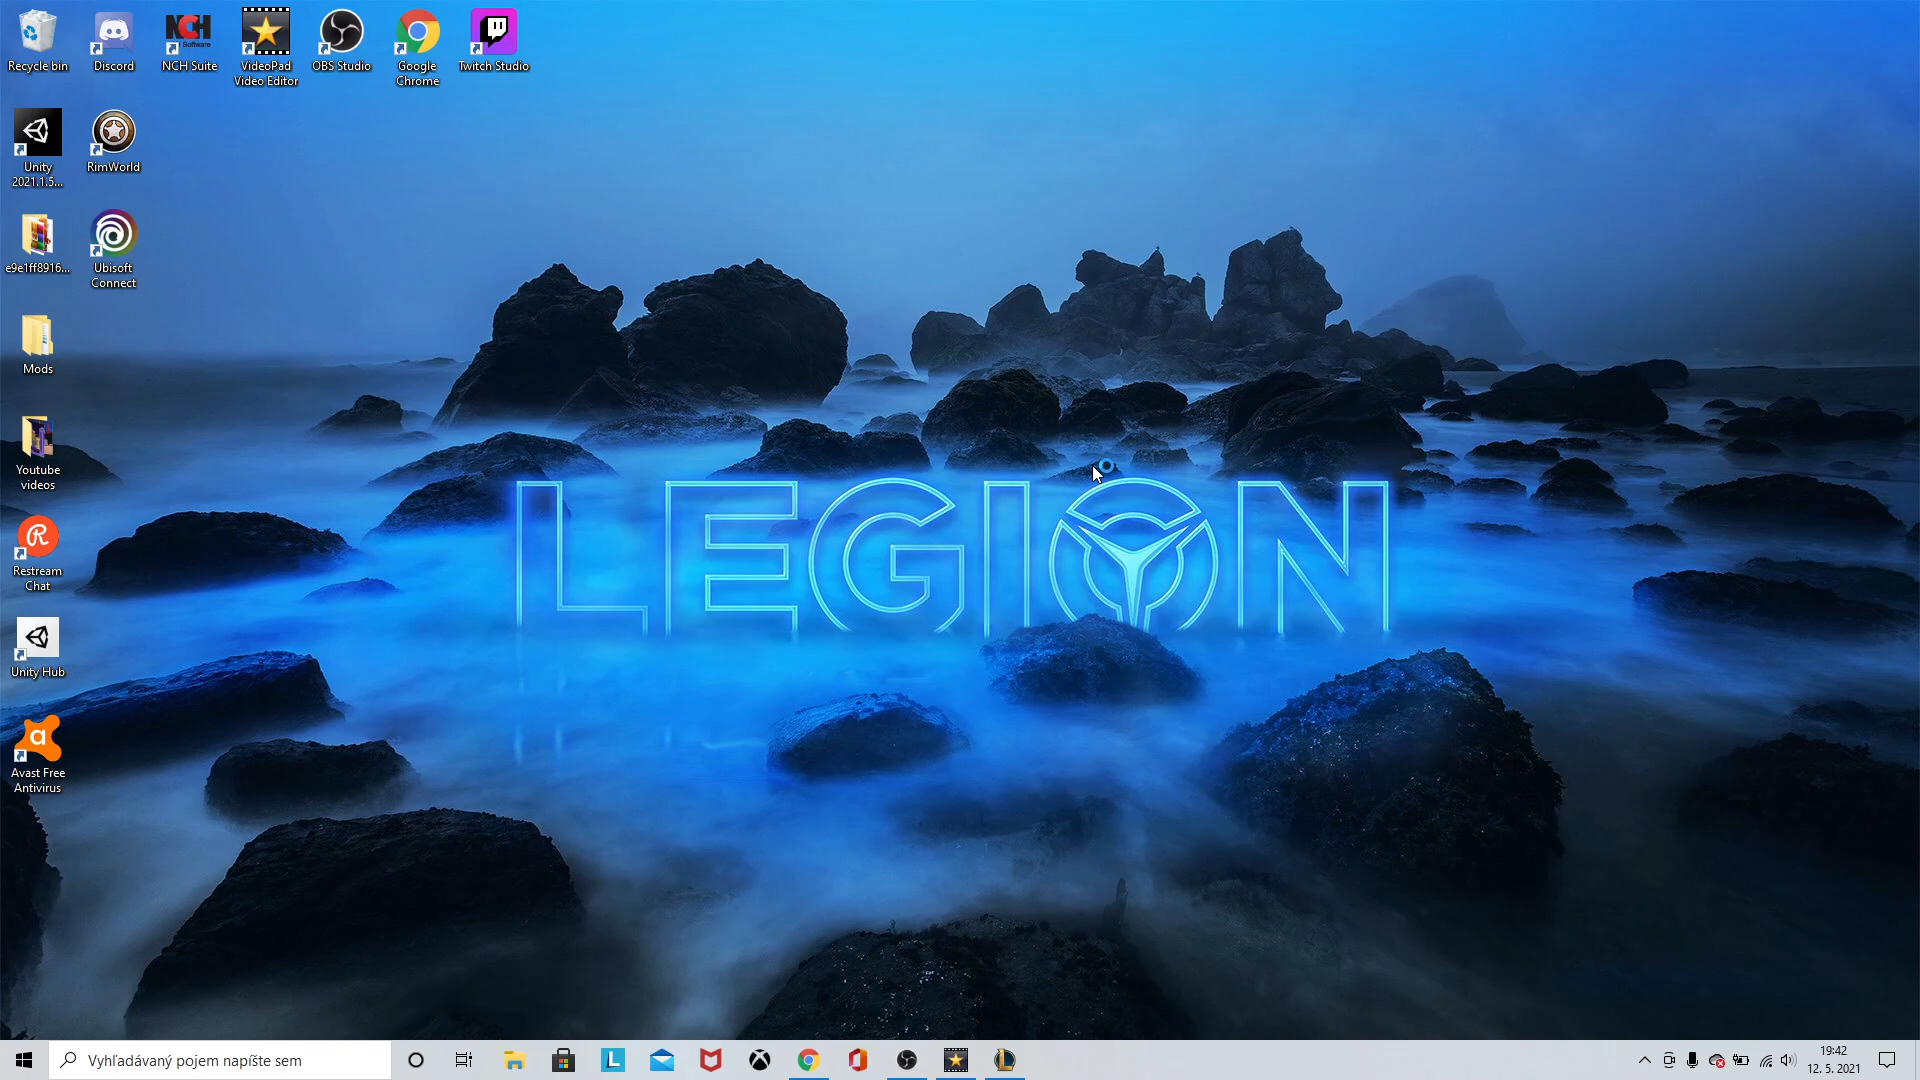 Recycle bin
Discord
NCH Suite
VideoPad
Video Editor
OBS Studio
Google
Chrome
Twitch Studio
NCH
Software
Unity
2021.1.5...
RimWorld
e9e1ff8916...
Ubisoft
Connect
Mods
Youtube
videos
Restream
Chat
Unity Hub
Avast Free
Antivirus
LEGION
Vyhľadávaný pojem napíšte sem
L
19:42
12. 5. 2021